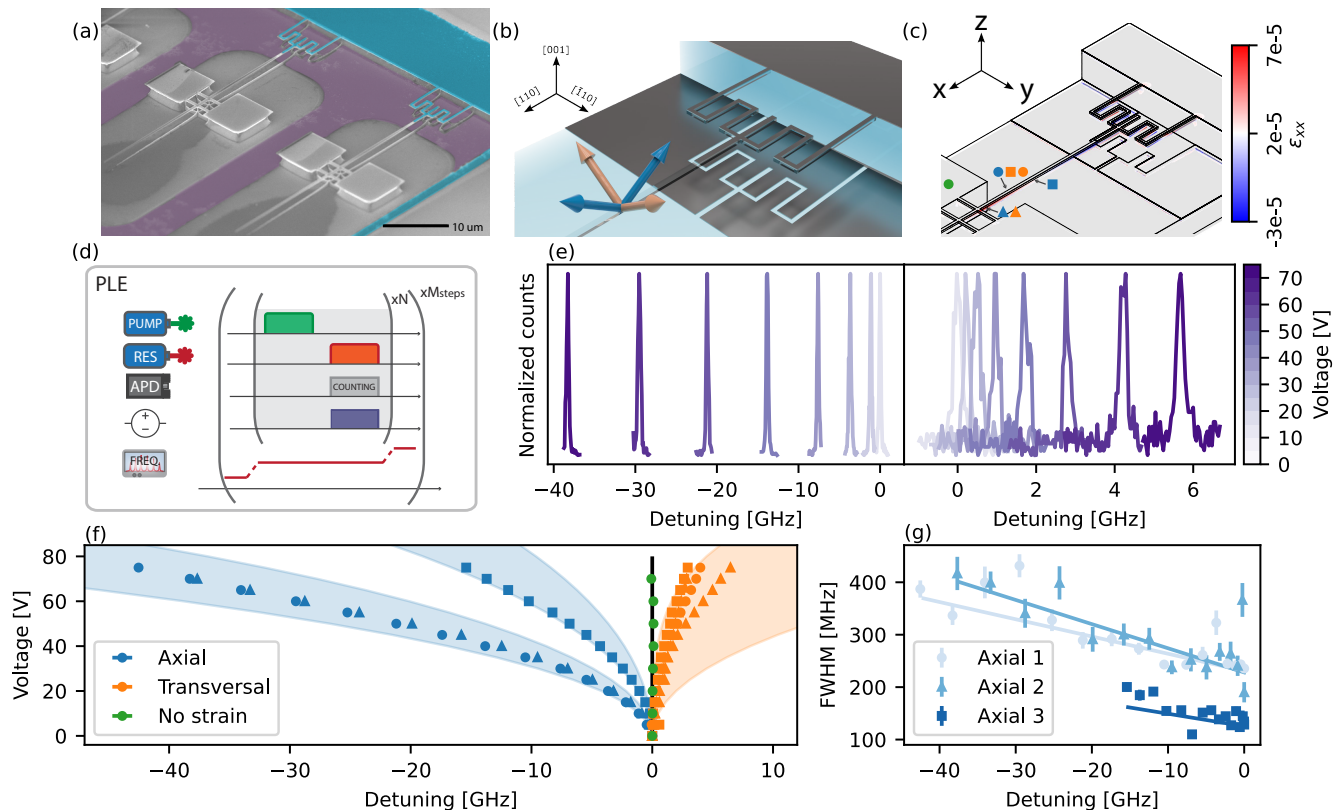 (a)
10 um
(b)
[001]
[110]
[1̄10]
(c)
z
x
y
7e-5
2e-5
-3e-5
ε_xx
(d)
PLE
PUMP
RES
APD
+
−
FREQ.
COUNTING
xN
xMsteps
(e)
Normalized counts
−40 −30 −20 −10 0
Detuning [GHz]
0 2 4 6
Detuning [GHz]
70
60
50
40
30
20
10
0
Voltage [V]
(f)
Voltage [V]
80
60
40
20
0
Axial
Transversal
No strain
−40 −30 −20 −10 0 10
Detuning [GHz]
(g)
FWHM [MHz]
400
300
200
100
Axial 1
Axial 2
Axial 3
−40 −30 −20 −10 0
Detuning [GHz]